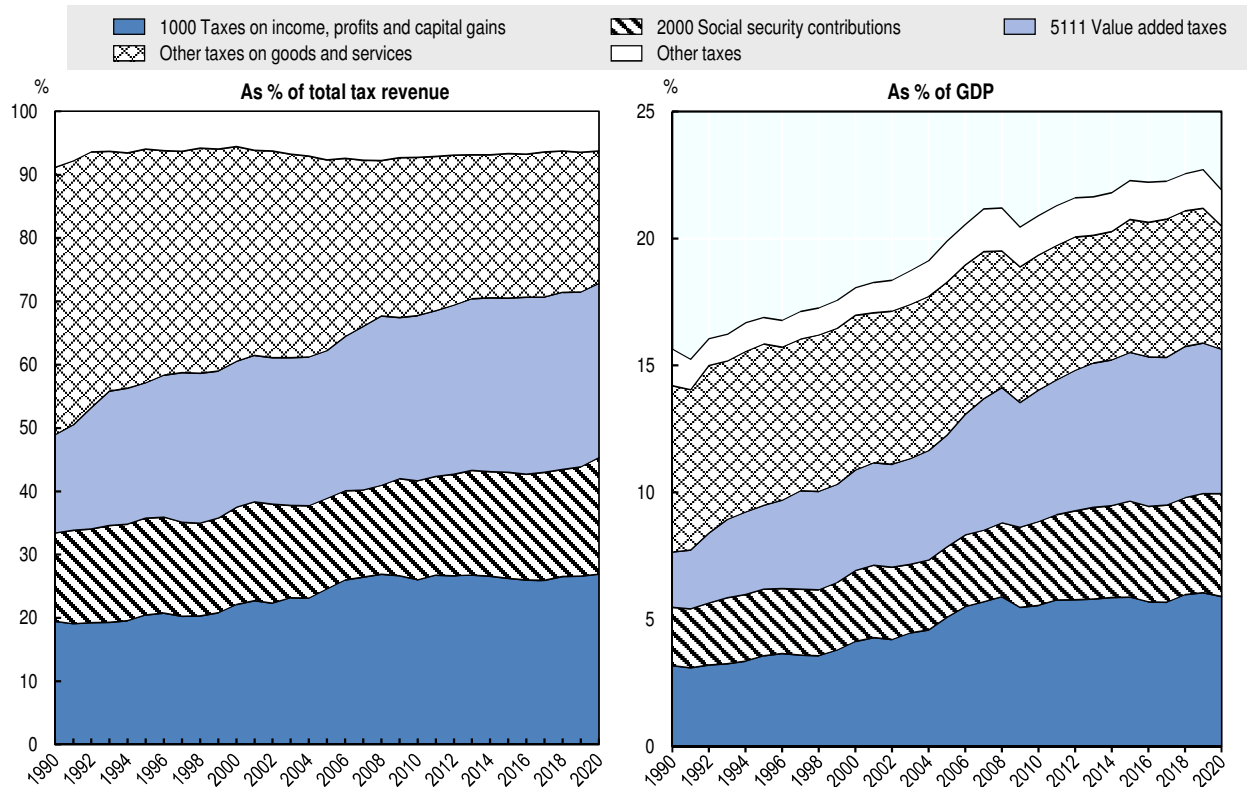 1000 Taxes on income, profits and capital gains
2000 Social security contributions
5111 Value added taxes
Other taxes on goods and services
Other taxes
%
As % of total tax revenue
100
90
80
70
60
50
40
30
20
10
0
1990 1992 1994 1996 1998 2000 2002 2004 2006 2008 2010 2012 2014 2016 2018 2020
%
As % of GDP
25
20
15
10
5
0
1990 1992 1994 1996 1998 2000 2002 2004 2006 2008 2010 2012 2014 2016 2018 2020